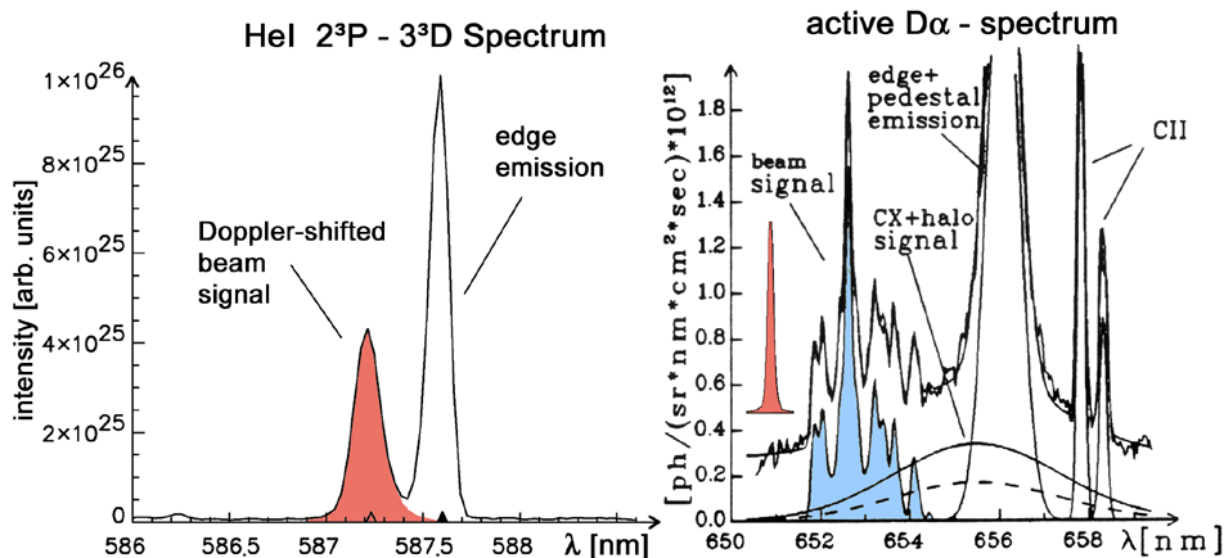 HeI 2³P - 3³D Spectrum
intensity [arb. units]
1×10²⁶
8×10²⁵
6×10²⁵
4×10²⁵
2×10²⁵
0
Doppler-shifted
beam
signal
edge
emission
586
586,5
587
587,5
588
λ [nm]
active Dα - spectrum
[ph/(sr*nm*cm²*sec)*10¹²]
1.8
1.6
1.4
1.2
1.0
0.8
0.6
0.4
0.2
0.0
edge+
pedestal
emission
beam
signal
CX+halo
signal
CII
650
652
654
656
658
λ[nm]